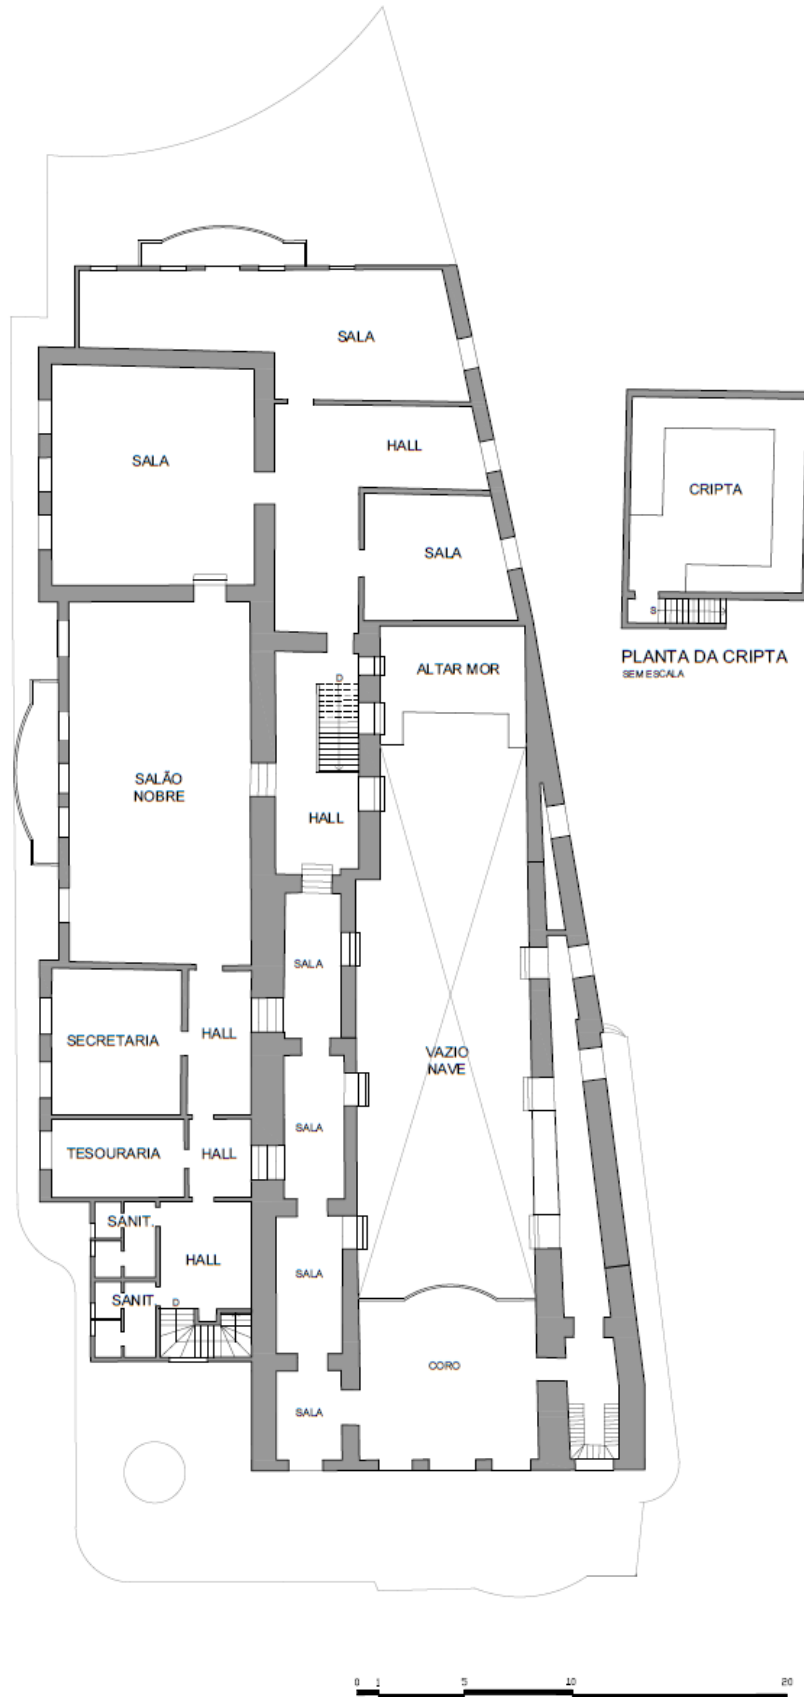 SALA
HALL
SALA
CRIPTA
SALA
S
PLANTA DA CRIPTA
SEM ESCALA
ALTAR MOR
D
SALÃO
NOBRE
HALL
SALA
SECRETARIA
HALL
VAZIO
NAVE
SALA
TESOURARIA
HALL
SANIT.
HALL
SALA
SANIT.
D
CORO
SALA
0 1 5 10 20